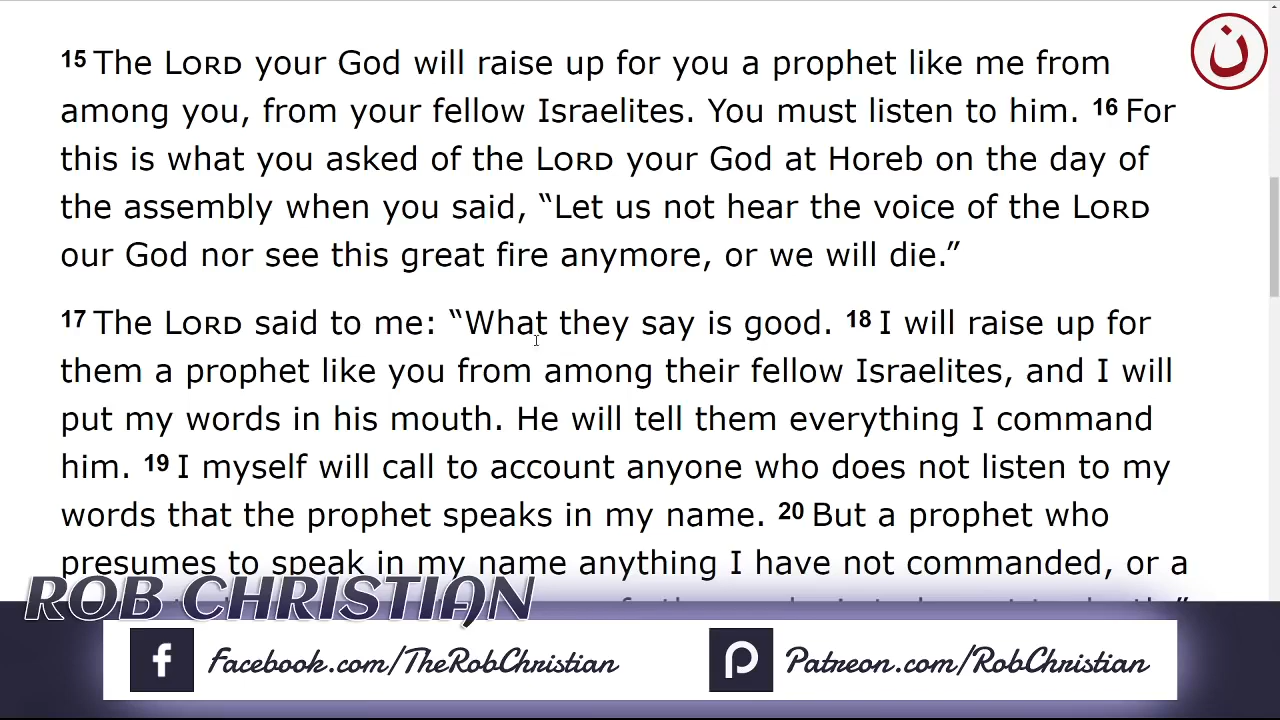 15 The LORD your God will raise up for you a prophet like me from
among you, from your fellow Israelites. You must listen to him. 16 For
this is what you asked of the LORD your God at Horeb on the day of
the assembly when you said, “Let us not hear the voice of the LORD
our God nor see this great fire anymore, or we will die.”
17 The LORD said to me: “What they say is good. 18 I will raise up for
them a prophet like you from among their fellow Israelites, and I will
put my words in his mouth. He will tell them everything I command
him. 19 I myself will call to account anyone who does not listen to my
words that the prophet speaks in my name. 20 But a prophet who
presumes to speak in my name anything I have not commanded, or a
ROB CHRISTIAN
Facebook.com/TheRobChristian
Patreon.com/RobChristian
ن